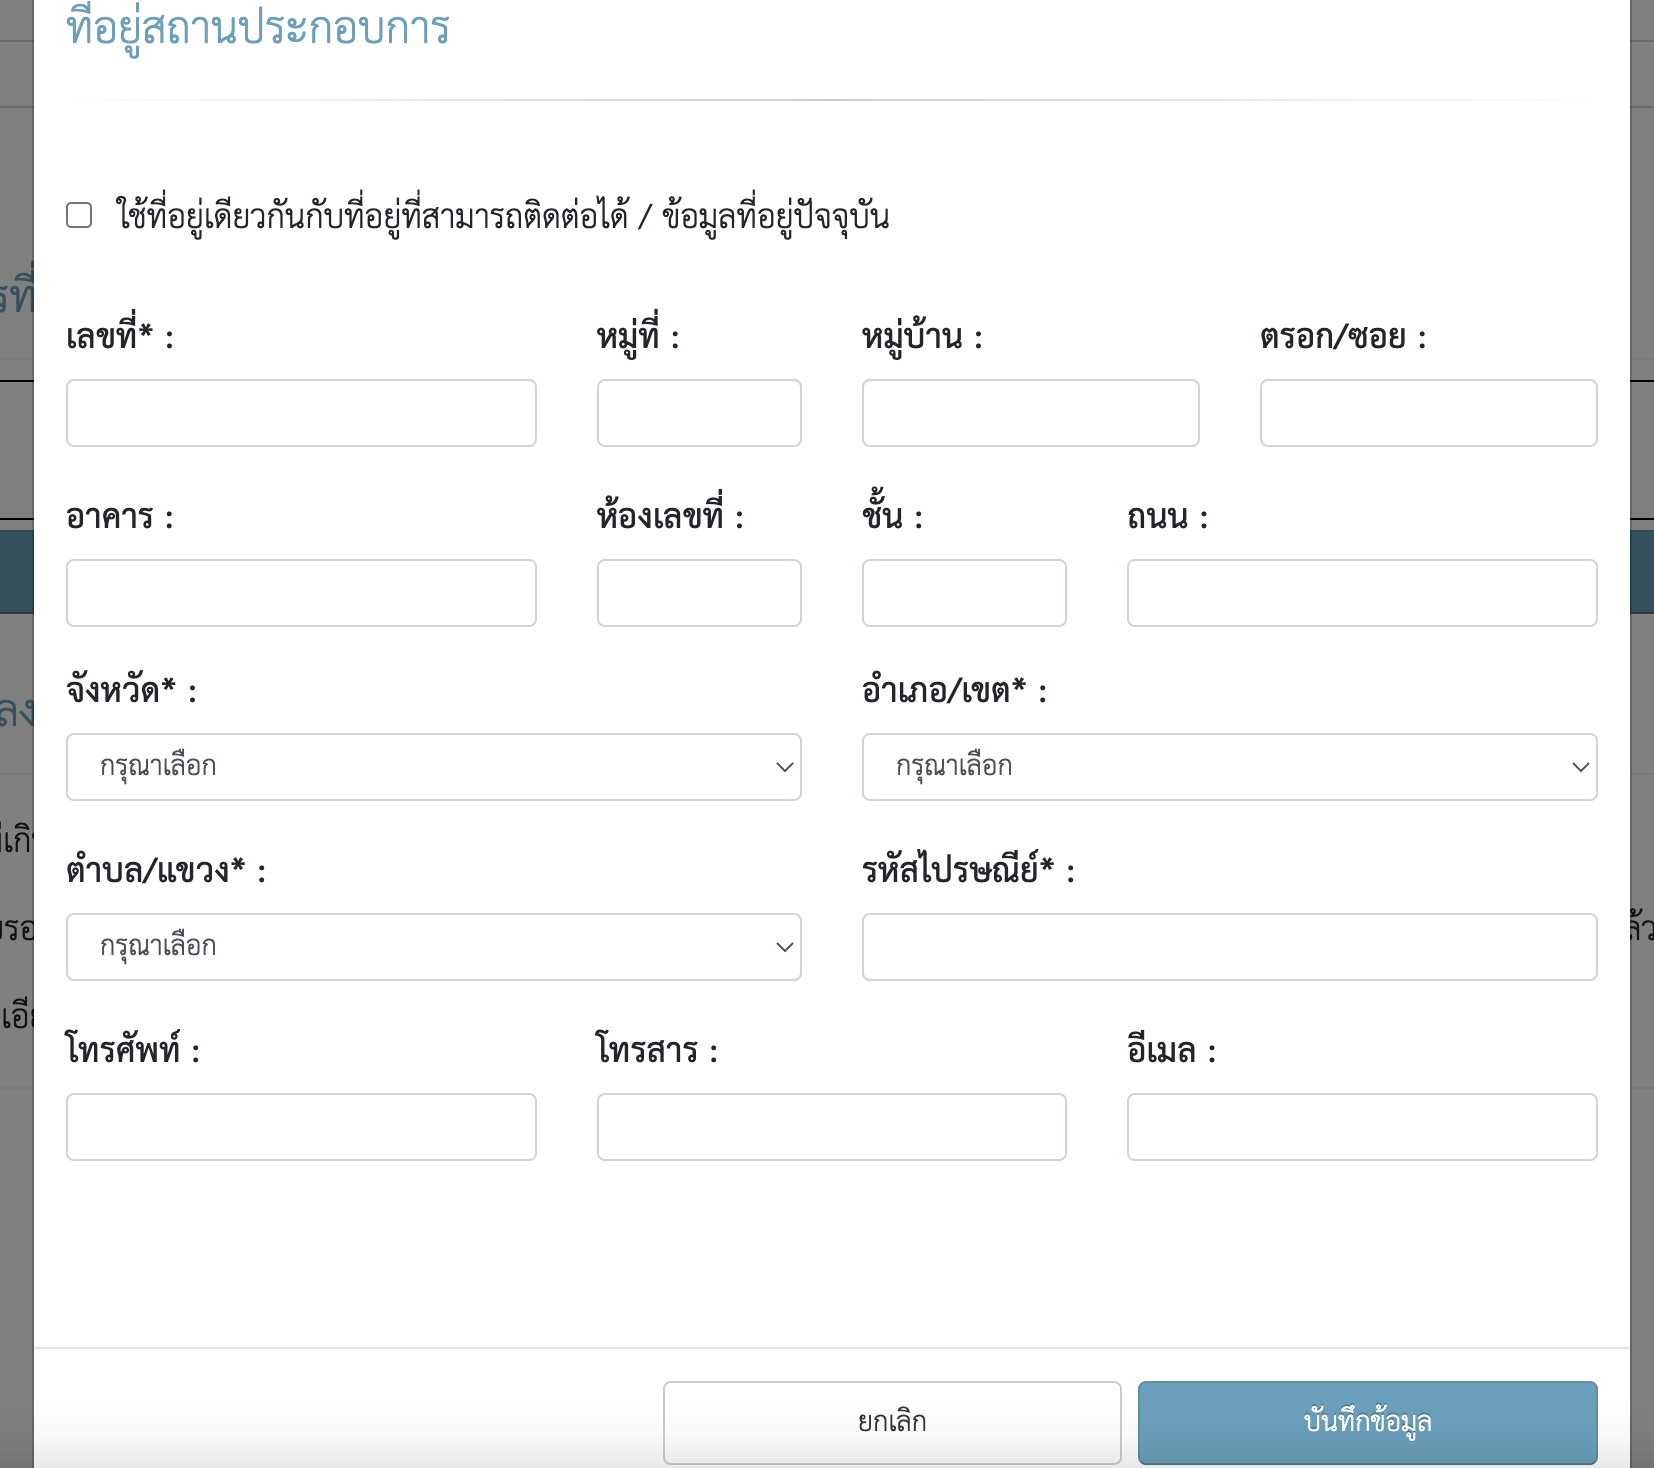 ที่อยู่สถานประกอบการ
ใช้ที่อยู่เดียวกันกับที่อยู่ที่สามารถติดต่อได้ / ข้อมูลที่อยู่ปัจจุบัน
เลขที่* : หมู่ที่ : หมู่บ้าน : ตรอก/ซอย :
อาคาร : ห้องเลขที่ : ชั้น : ถนน :
จังหวัด* : อำเภอ/เขต* :
กรุณาเลือก กรุณาเลือก
ตำบล/แขวง* : รหัสไปรษณีย์* :
กรุณาเลือก
โทรศัพท์ : โทรสาร : อีเมล :
ยกเลิก บันทึกข้อมูล